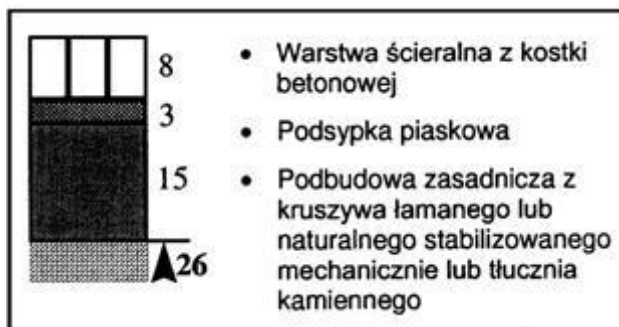 8
3
15
26
• Warstwa ścieralna z kostki
betonowej
• Podsypka piaskowa
• Podbudowa zasadnicza z
kruszywa łamanego lub
naturalnego stabilizowanego
mechanicznie lub tłucznia
kamiennego